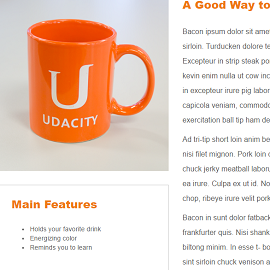 U
UDACITY
Main Features
Holds your favorite drink
Energizing color
Reminds you to learn
A Good Way to
Bacon ipsum dolor sit ame
sirloin. Turducken dolore te
Excepteur in strip steak po
kevin enim nulla ut cow inc
in excepteur irure pig labor
capicola veniam, commodo
exercitation ball tip ham de
Ad tri-tip short loin anim be
nisi filet mignon. Pork loin c
chuck jerky meatball labor
ea irure. Culpa ex ut id. No
chop, ribeye irure velit pork
Bacon in sunt dolor fatback
frankfurter quis. Nisi shank
biltong minim. In esse t- bo
sint sirloin chuck venison a